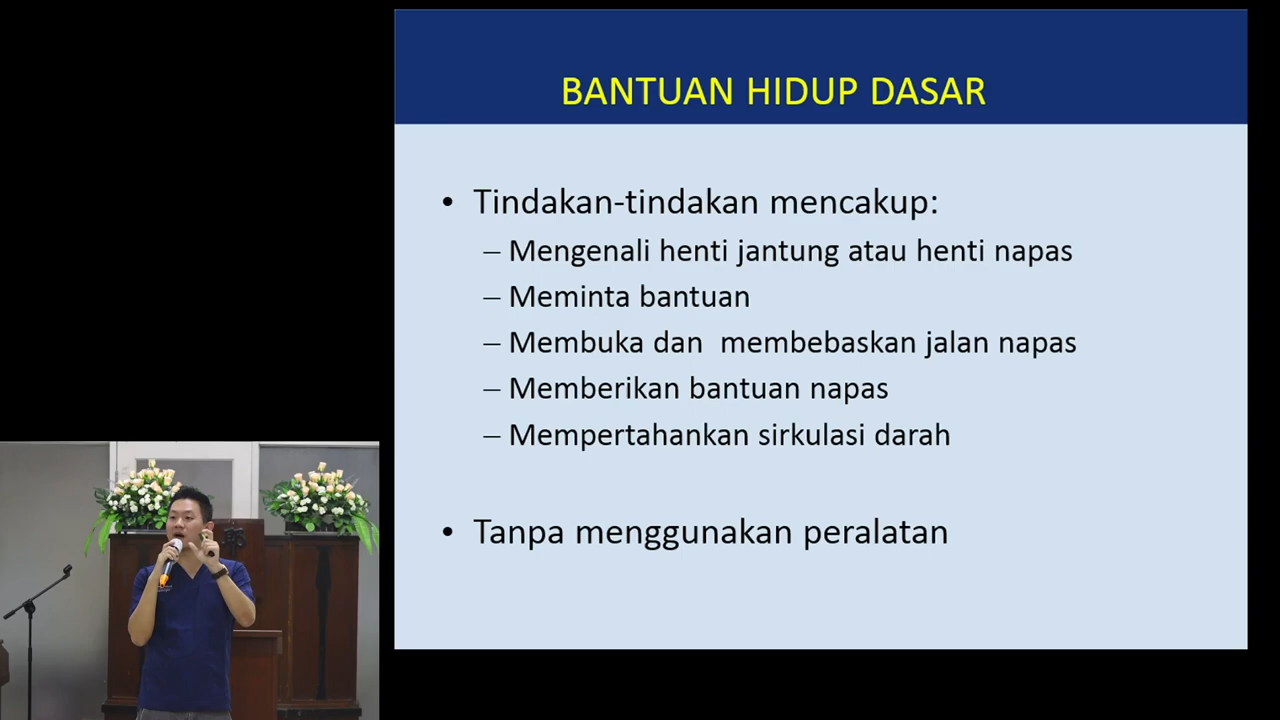 BANTUAN HIDUP DASAR
• Tindakan-tindakan mencakup:
– Mengenali henti jantung atau henti napas
– Meminta bantuan
– Membuka dan  membebaskan jalan napas
– Memberikan bantuan napas
– Mempertahankan sirkulasi darah
• Tanpa menggunakan peralatan